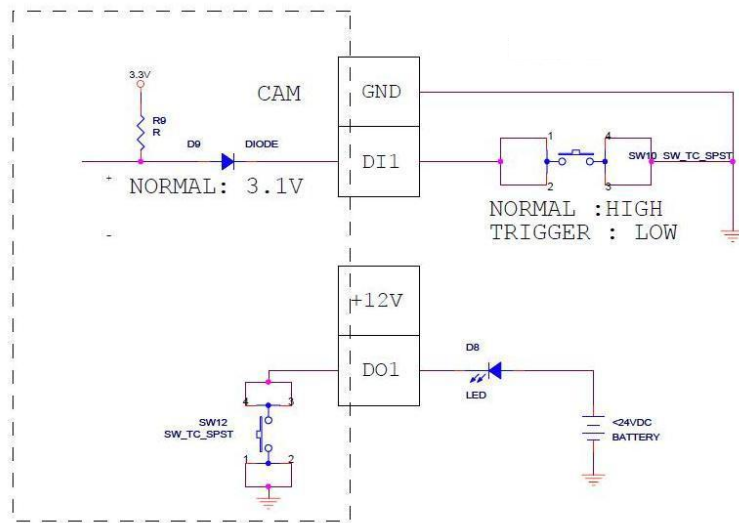 3.3V
R9
R
CAM
GND
D9
DIODE
DI1
+
NORMAL: 3.1V
-
1
4
2
3
SW10 SW_TC_SPST
NORMAL :HIGH
TRIGGER : LOW
+12V
DO1
D8
LED
4
3
SW12
SW_TC_SPST
1
2
<24VDC
BATTERY